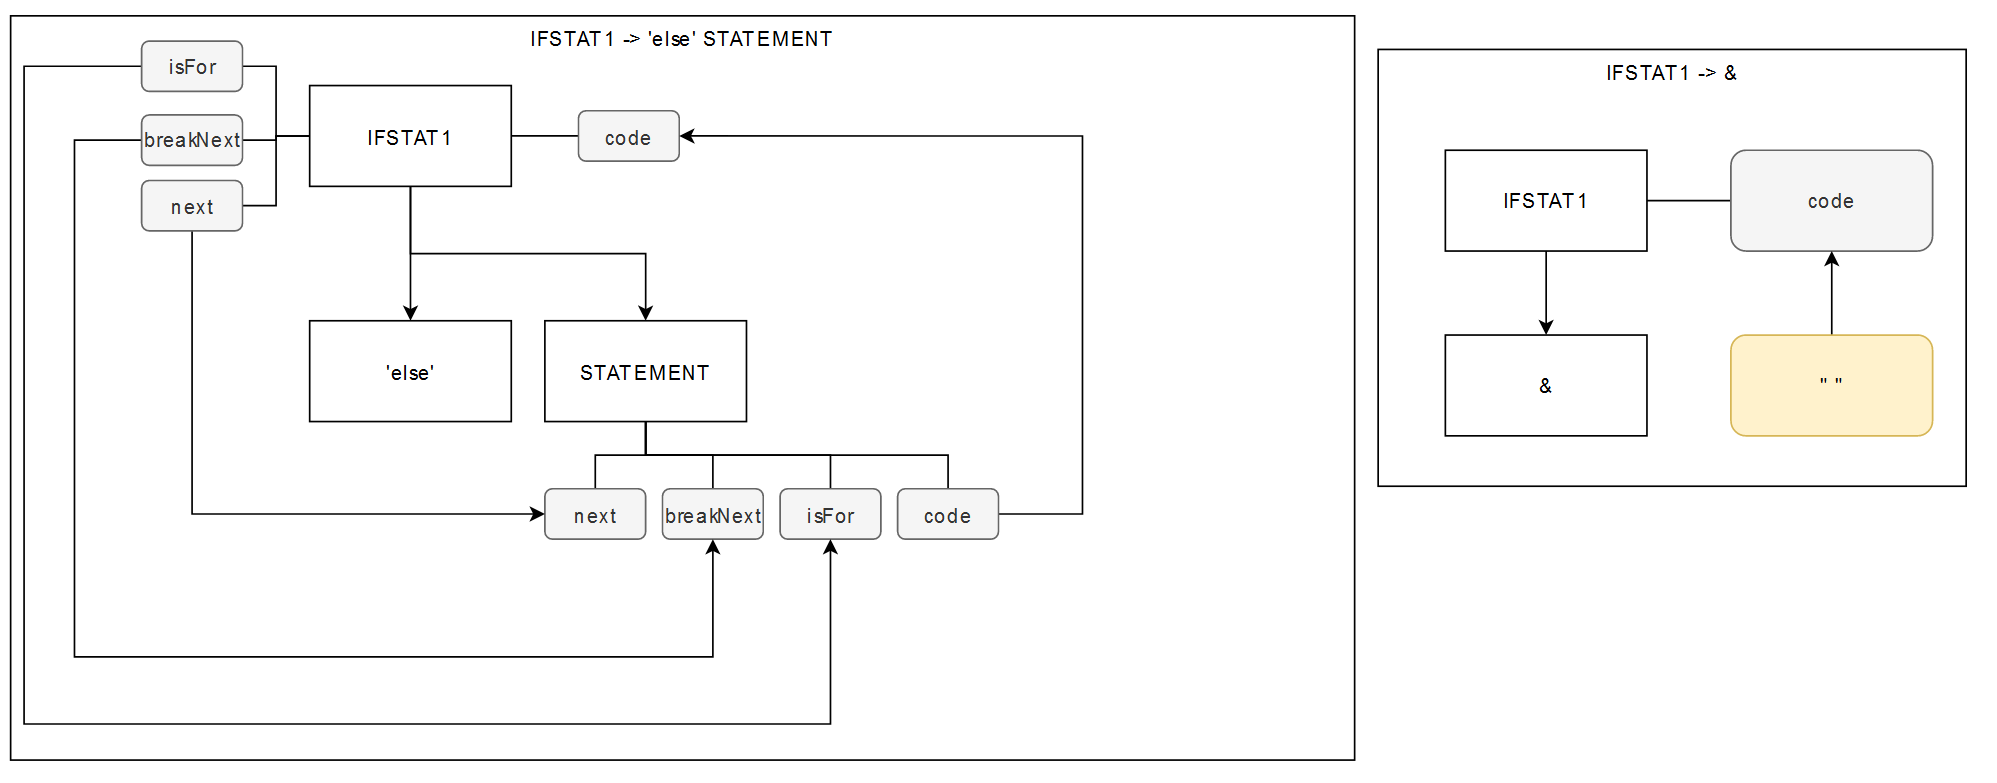 IFSTAT1 -> 'else' STATEMENT
isFor
breakNext
next
IFSTAT1
code
'else'
STATEMENT
next
breakNext
isFor
code
IFSTAT1 -> &
IFSTAT1
code
&
" "